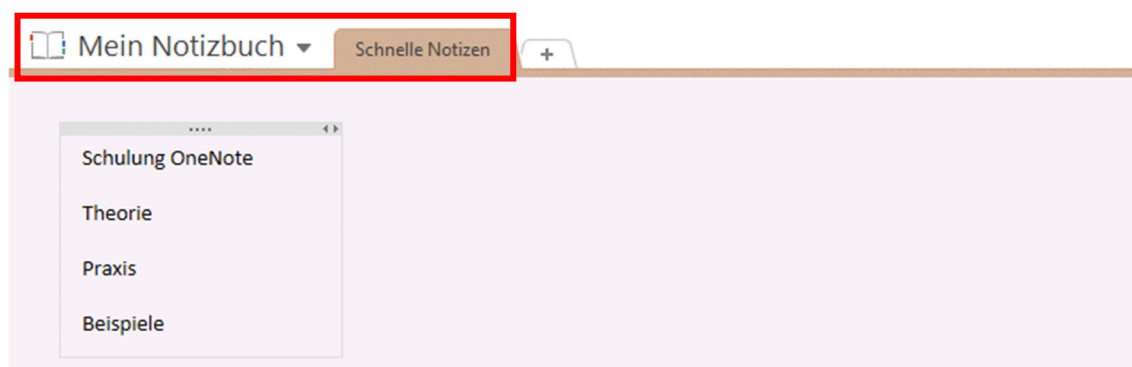 Mein Notizbuch
Schnelle Notizen
+
Schulung OneNote
Theorie
Praxis
Beispiele